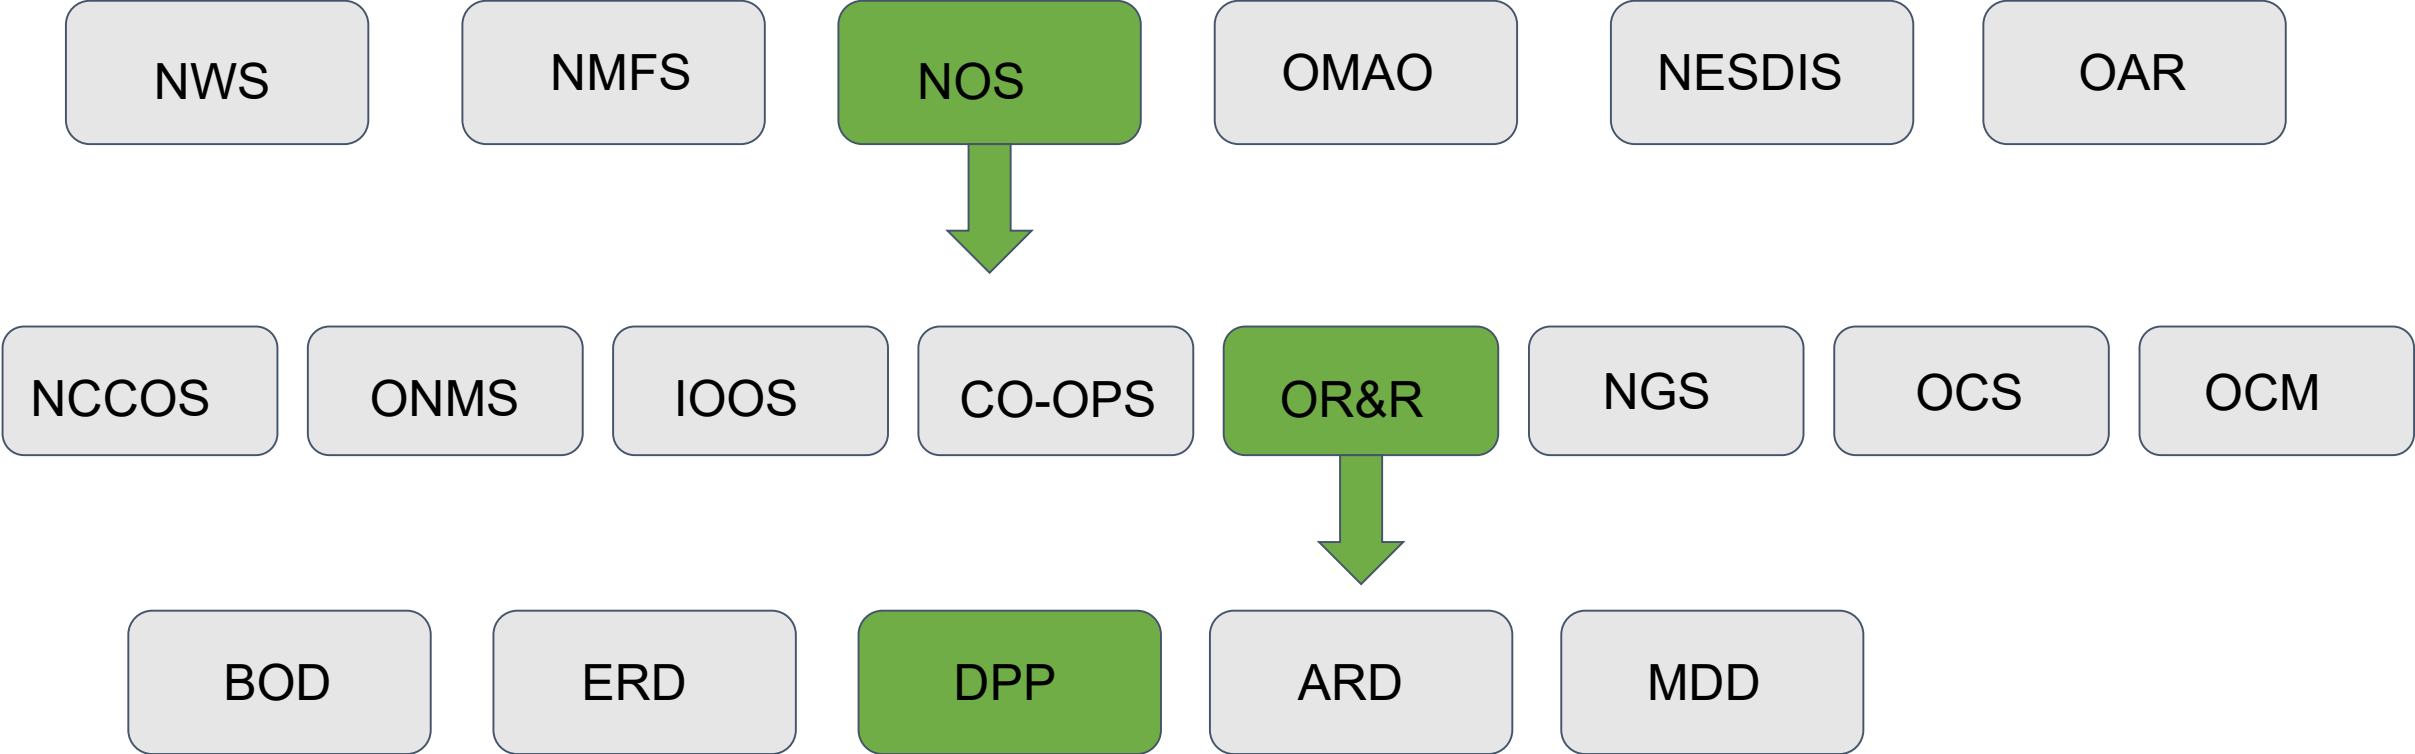 NWS
NMFS
NOS
OMAO
NESDIS
OAR
NCCOS
ONMS
IOOS
CO-OPS
OR&R
NGS
OCS
OCM
BOD
ERD
DPP
ARD
MDD